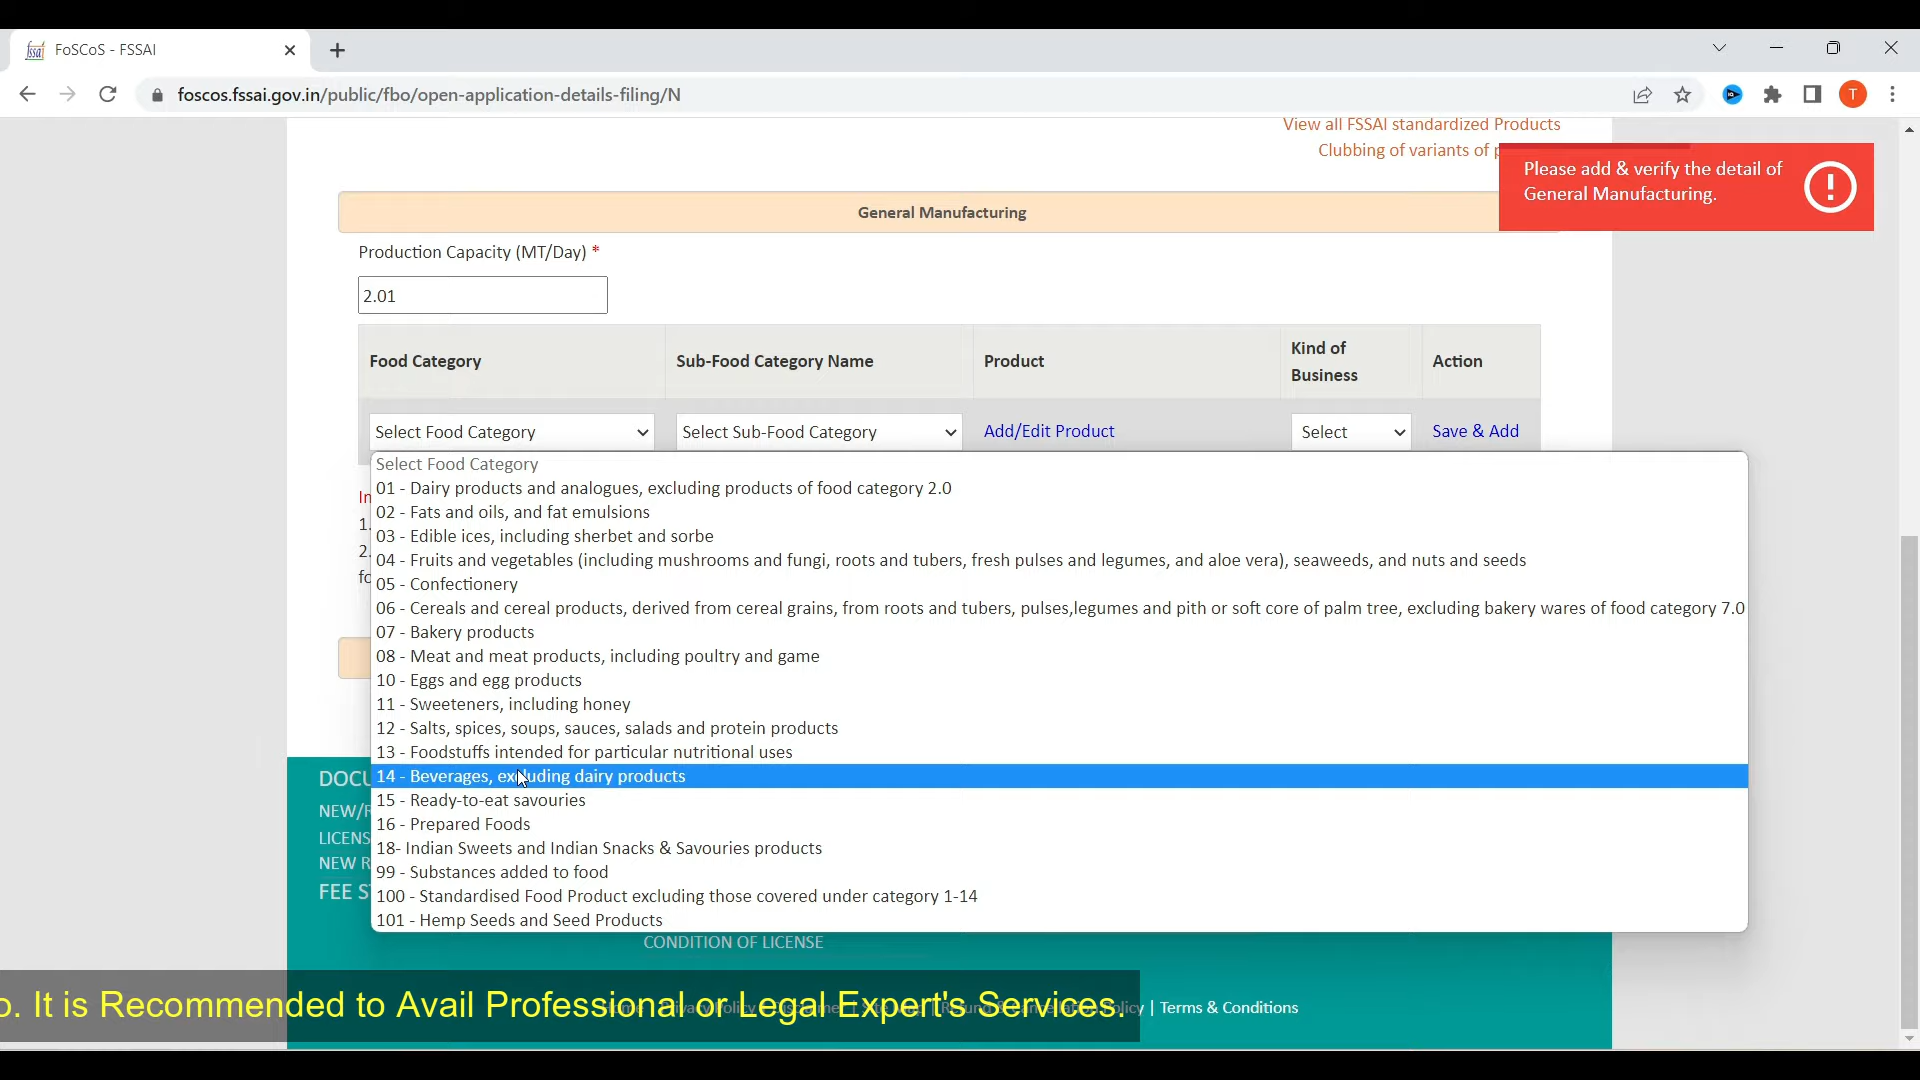 FoSCoS - FSSAI
foscos.fssai.gov.in/public/fbo/open-application-details-filing/N
T
View all FSSAI standardized Products
Clubbing of variants of p
Please add & verify the detail of
General Manufacturing.
General Manufacturing
Production Capacity (MT/Day) *
2.01
Food Category
Sub-Food Category Name
Product
Kind of
Business
Action
Select Food Category
Select Sub-Food Category
Add/Edit Product
Select
Save & Add
Select Food Category
01 - Dairy products and analogues, excluding products of food category 2.0
02 - Fats and oils, and fat emulsions
03 - Edible ices, including sherbet and sorbe
04 - Fruits and vegetables (including mushrooms and fungi, roots and tubers, fresh pulses and legumes, and aloe vera), seaweeds, and nuts and seeds
05 - Confectionery
06 - Cereals and cereal products, derived from cereal grains, from roots and tubers, pulses,legumes and pith or soft core of palm tree, excluding bakery wares of food category 7.0
07 - Bakery products
08 - Meat and meat products, including poultry and game
10 - Eggs and egg products
11 - Sweeteners, including honey
12 - Salts, spices, soups, sauces, salads and protein products
13 - Foodstuffs intended for particular nutritional uses
14 - Beverages, excluding dairy products
15 - Ready-to-eat savouries
16 - Prepared Foods
18- Indian Sweets and Indian Snacks & Savouries products
99 - Substances added to food
100 - Standardised Food Product excluding those covered under category 1-14
101 - Hemp Seeds and Seed Products
In
1.
2.
fo
DOCU
NEW/R
LICENS
NEW R
FEE S
CONDITION OF LICENSE
o. It is Recommended to Avail Professional or Legal Expert's Services.
| Terms & Conditions